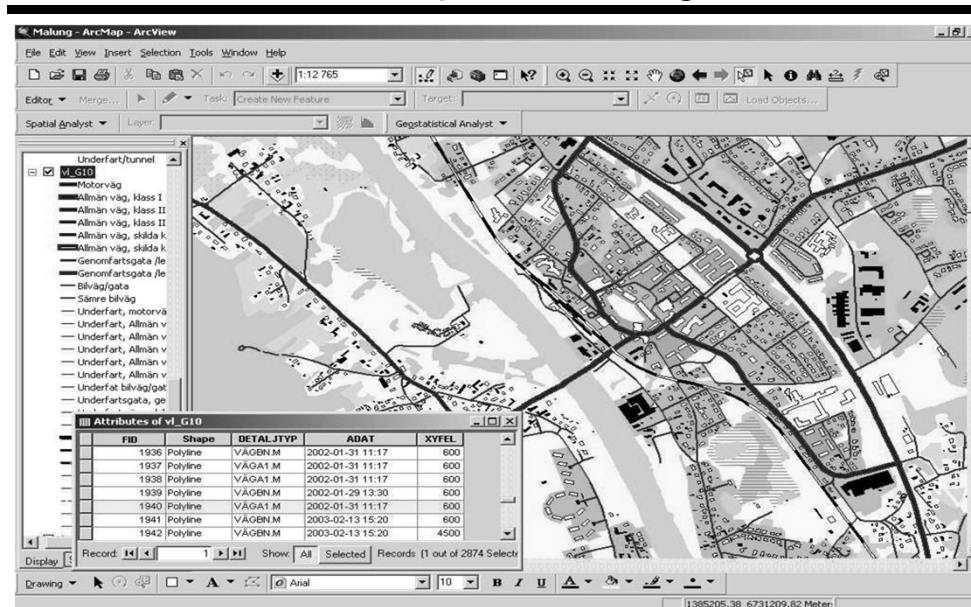 Malung - ArcMap - ArcView
File Edit View Insert Selection Tools Window Help
1:12 765
Editor Merge... Task: Create New Feature Target: Load Objects...
Spatial Analyst Layer: Geostatistical Analyst
Underfart/tunnel
vl_G10
Motorväg
Allmän väg, klass I
Allmän väg, klass II
Allmän väg, klass II
Allmän väg, skilda k
Allmän väg, skilda k
Genomfartsgata /le
Genomfartsgata /le
Bilväg/gata
Sämre bilväg
Underfart, motorvä
Underfart, Allmän v
Underfart, Allmän v
Underfart, Allmän v
Underfart, Allmän v
Underfat bilväg/gat
Underfartsgata, ge
Attributes of vl_G10
FID Shape DETALJTYP ADAT XYFEL
1936 Polyline VÄGBN.M 2002-01-31 11:17 600
1937 Polyline VÄGA1.M 2002-01-31 11:17 600
1938 Polyline VÄGA1.M 2002-01-31 11:17 600
1939 Polyline VÄGBN.M 2002-01-29 13:30 600
1940 Polyline VÄGA1.M 2002-01-31 11:17 600
1941 Polyline VÄGBN.M 2003-02-13 15:20 600
1942 Polyline VÄGBN.M 2003-02-13 15:20 4500
Record: 1 Show: All Selected Records (1 out of 2874 Selecte
Display
Drawing A Arial 10 B I U A
1385205.38 6731209.82 Meter